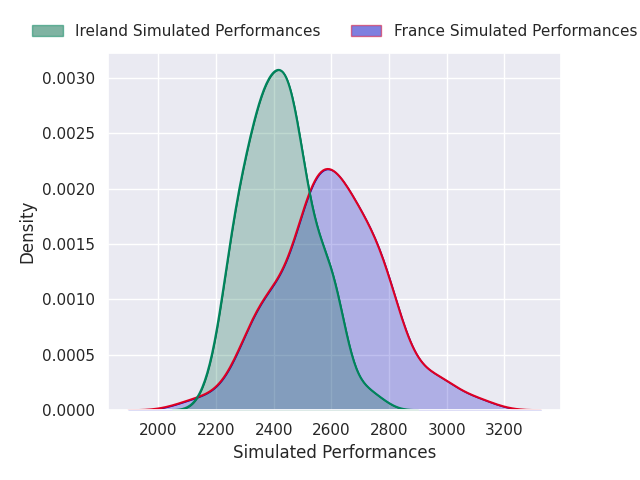 Ireland Simulated Performances France Simulated Performances
0.0030
0.0025
0.0020
0.0015
0.0010
0.0005
0.0000
Density
2000 2200 2400 2600 2800 3000 3200
Simulated Performances